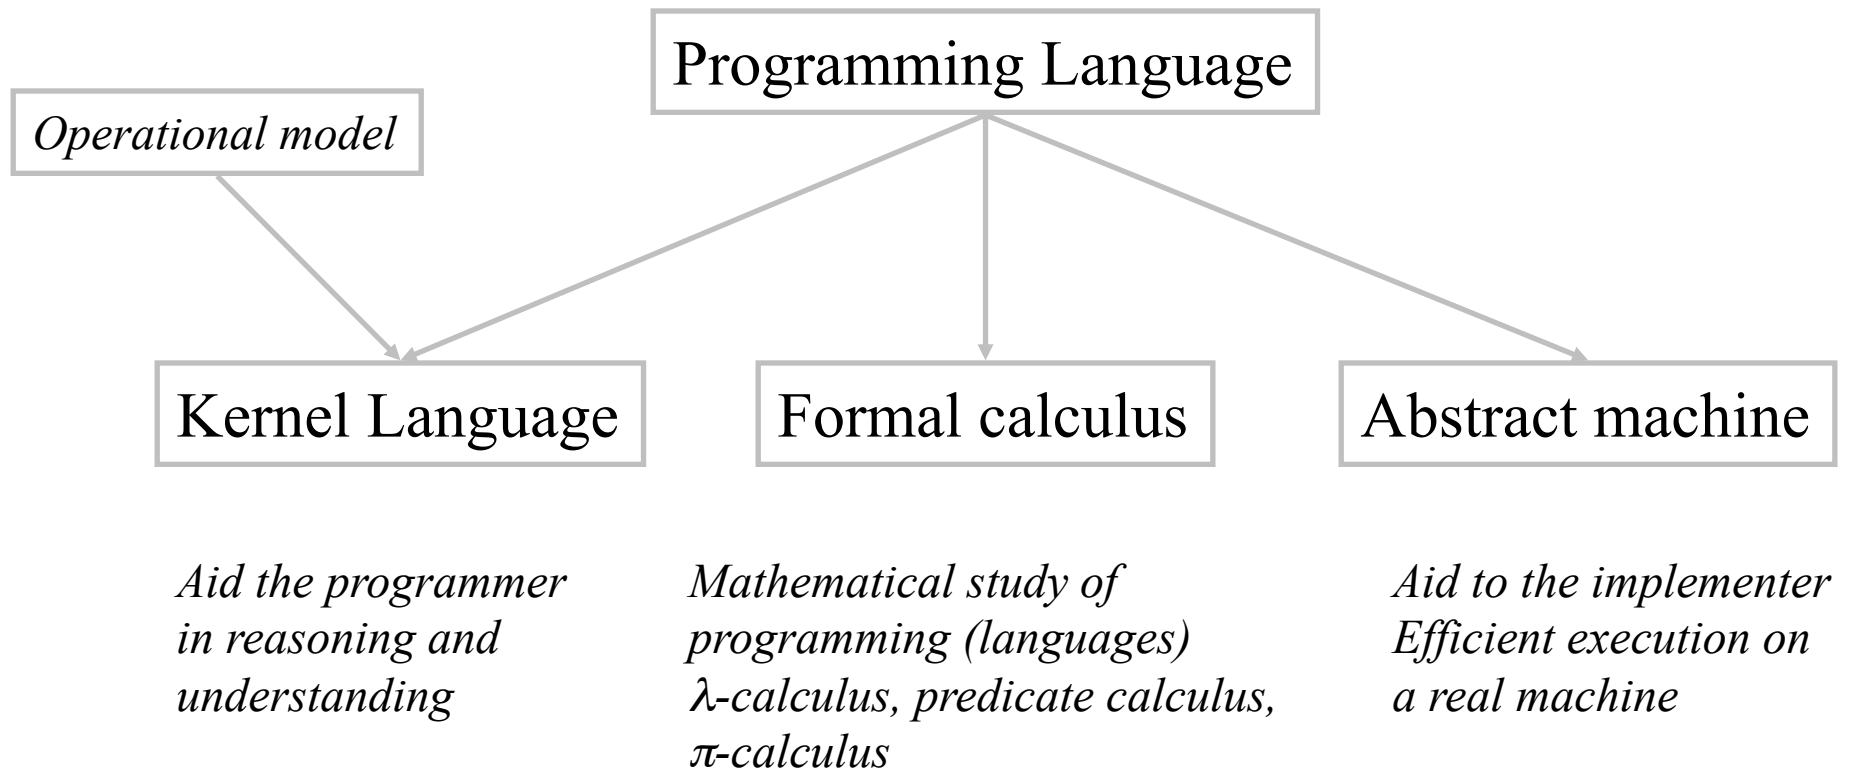 Programming Language
Operational model
Kernel Language
Formal calculus
Abstract machine
Aid the programmer
in reasoning and
understanding
Mathematical study of
programming (languages)
λ-calculus, predicate calculus,
π-calculus
Aid to the implementer
Efficient execution on
a real machine